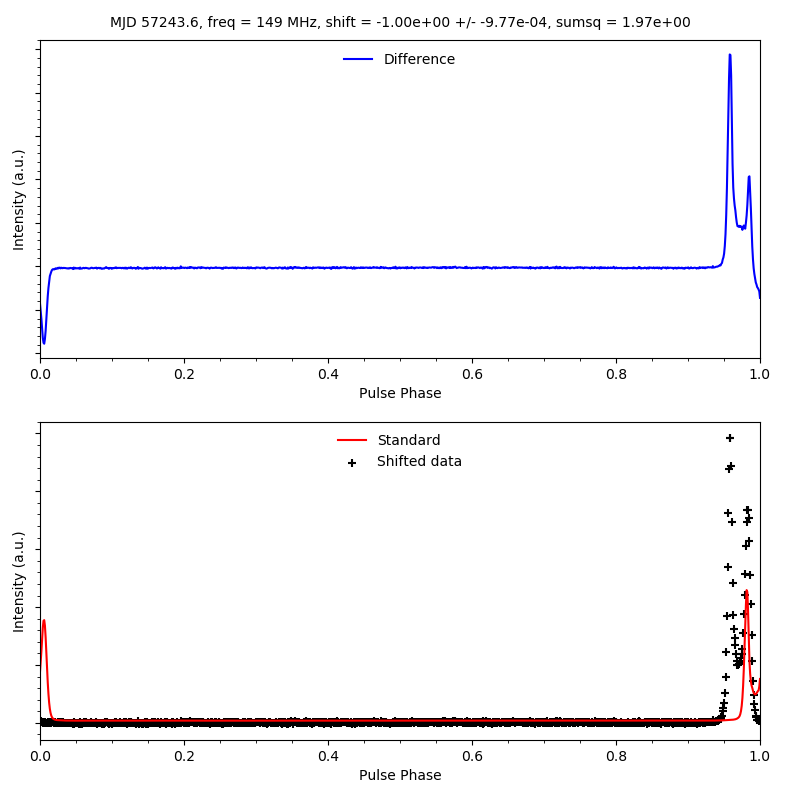 MJD 57243.6, freq = 149 MHz, shift = -1.00e+00 +/- -9.77e-04, sumsq = 1.97e+00
Difference
Intensity (a.u.)
0.0 0.2 0.4 0.6 0.8 1.0
Pulse Phase
Standard
Shifted data
Intensity (a.u.)
0.0 0.2 0.4 0.6 0.8 1.0
Pulse Phase